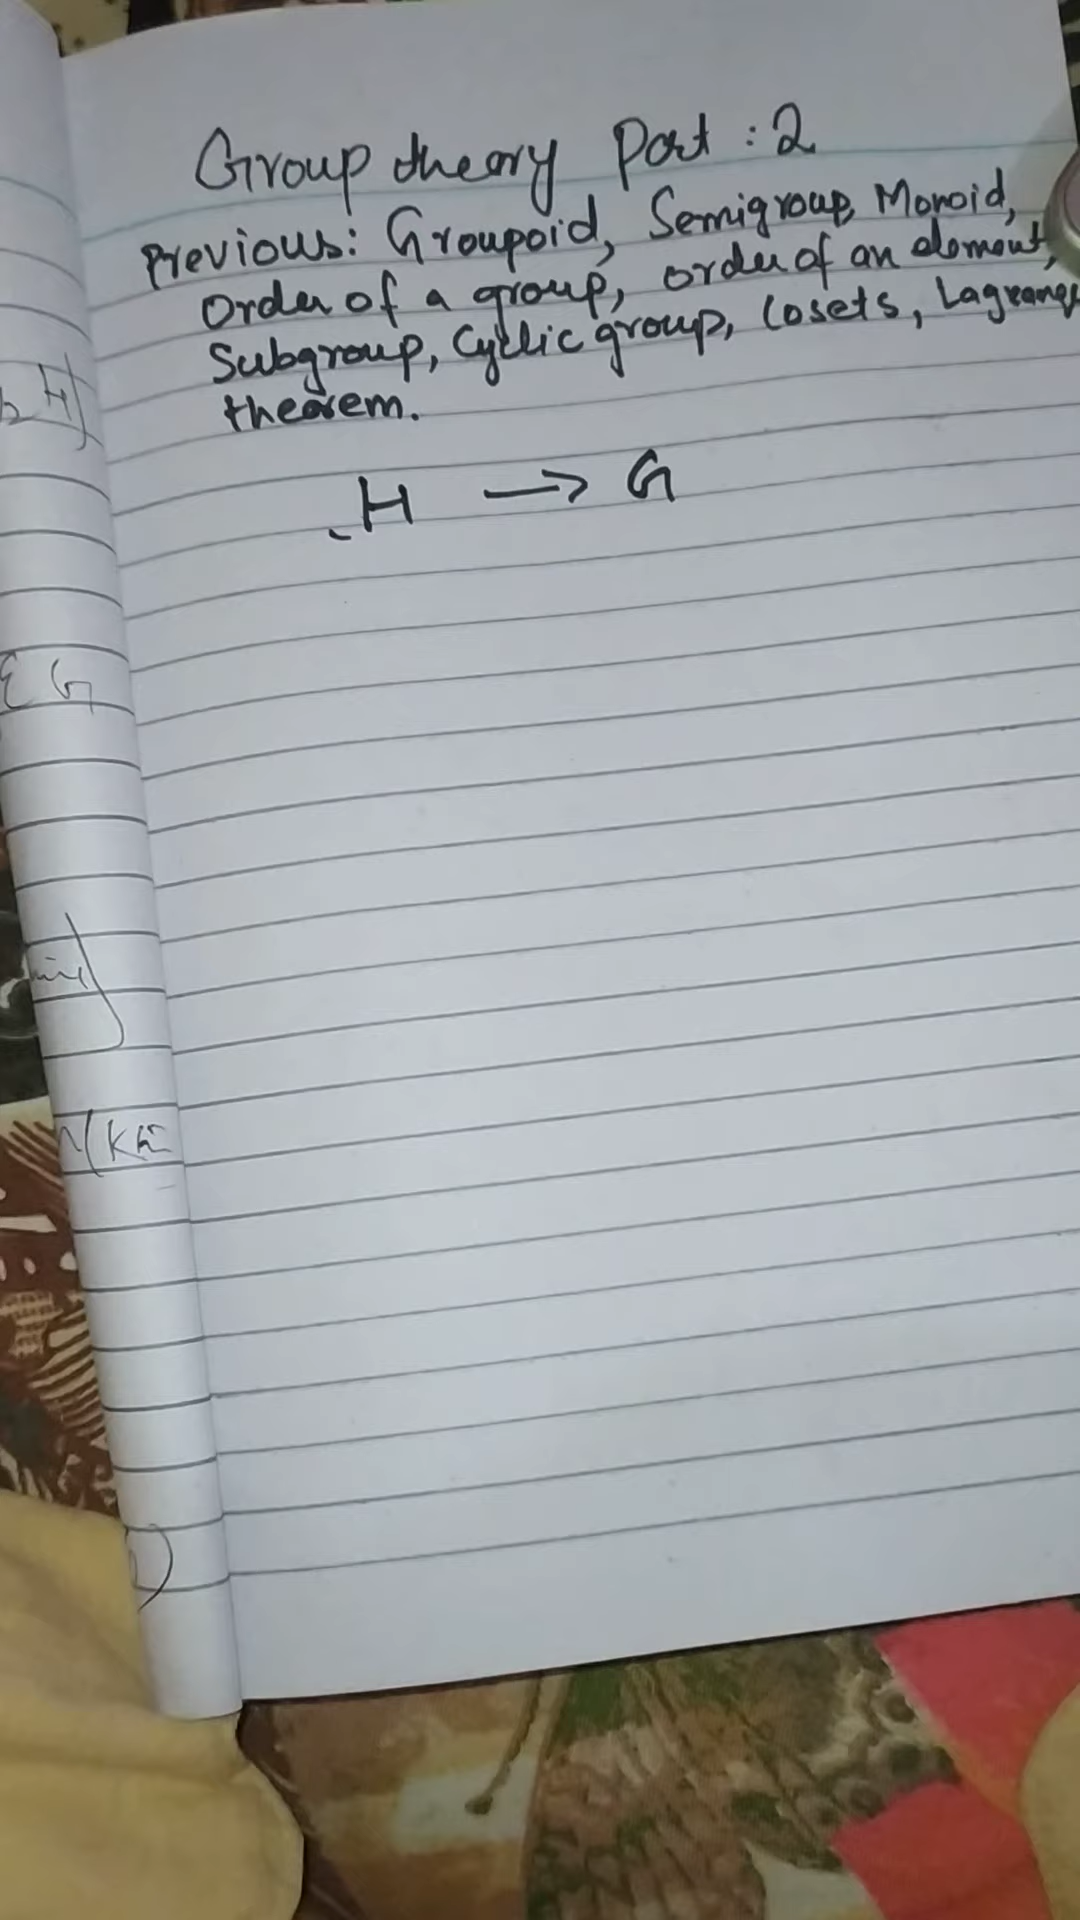 Group theory Part : 2
Previous: Groupoid, Semigroup, Monoid,
Order of a group, order of an element,
Subgroup, Cyclic group, Cosets, Lagrange
theorem.
H → G
H)
∈ G